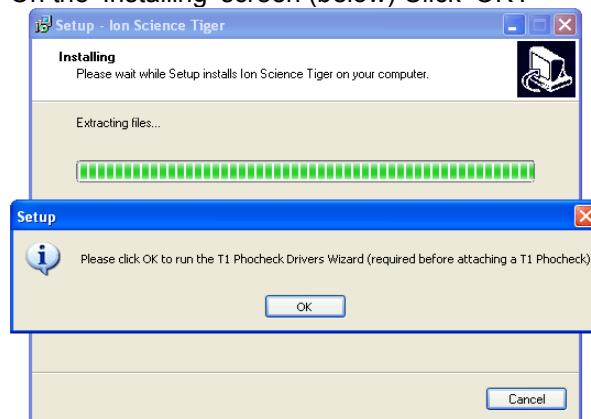 On the 'Installing' screen (below) Click 'OK'.
Setup - Ion Science Tiger
Installing
Please wait while Setup installs Ion Science Tiger on your computer.
Extracting files...
Setup
Please click OK to run the T1 Phocheck Drivers Wizard (required before attaching a T1 Phocheck)
OK
Cancel